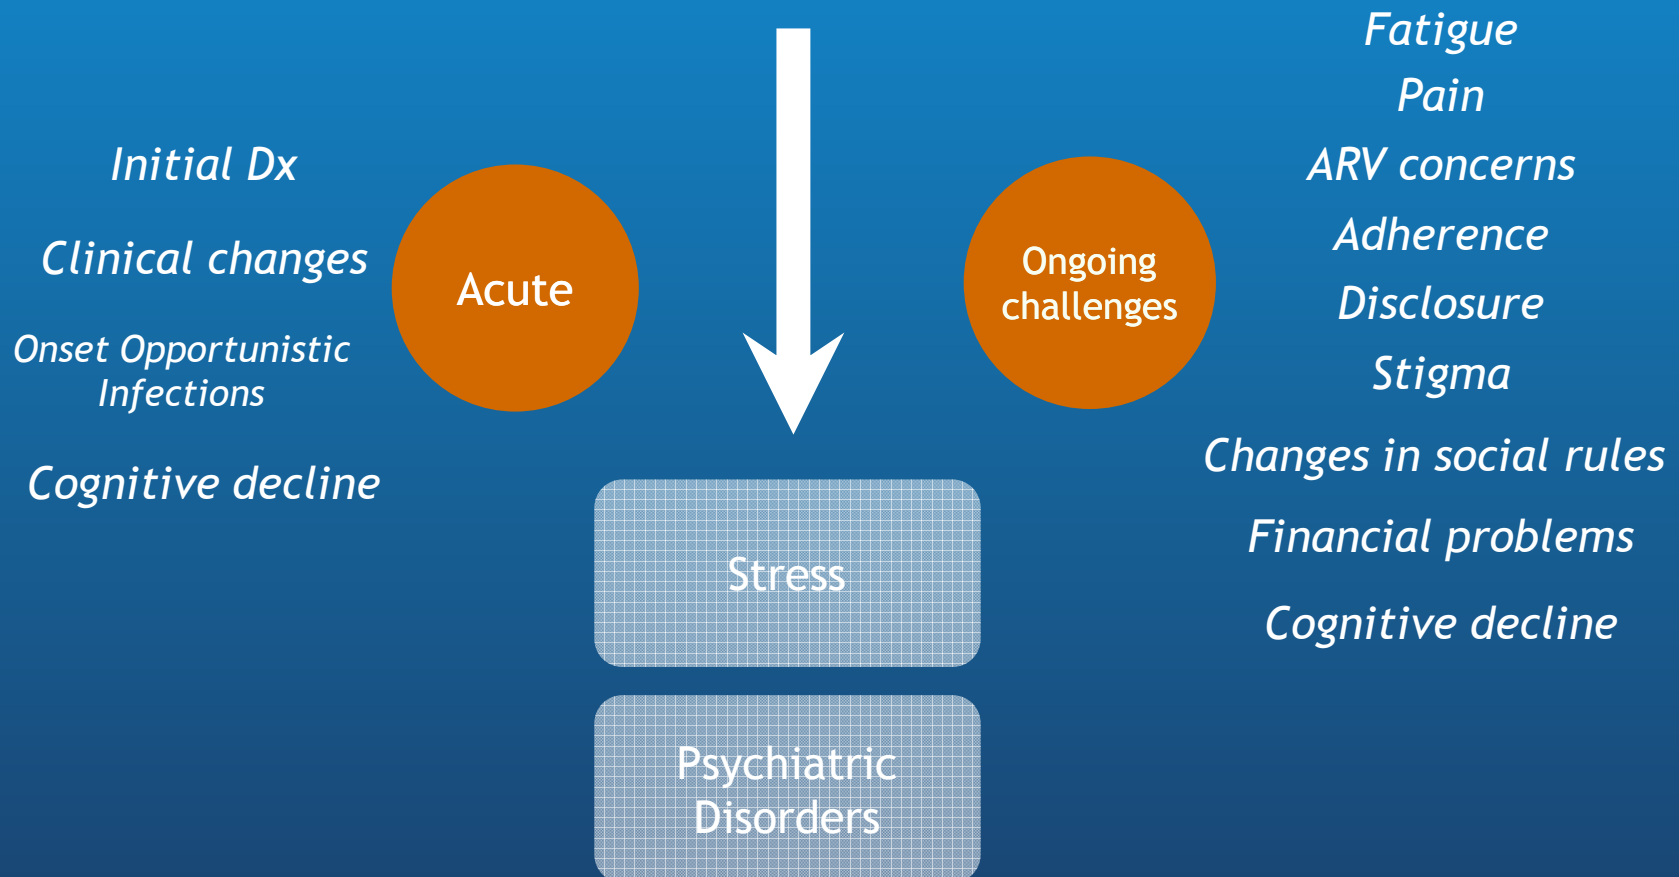 Initial Dx
Clinical changes
Onset Opportunistic
Infections
Cognitive decline
Acute
Ongoing
challenges
Fatigue
Pain
ARV concerns
Adherence
Disclosure
Stigma
Changes in social rules
Financial problems
Cognitive decline
Stress
Psychiatric
Disorders